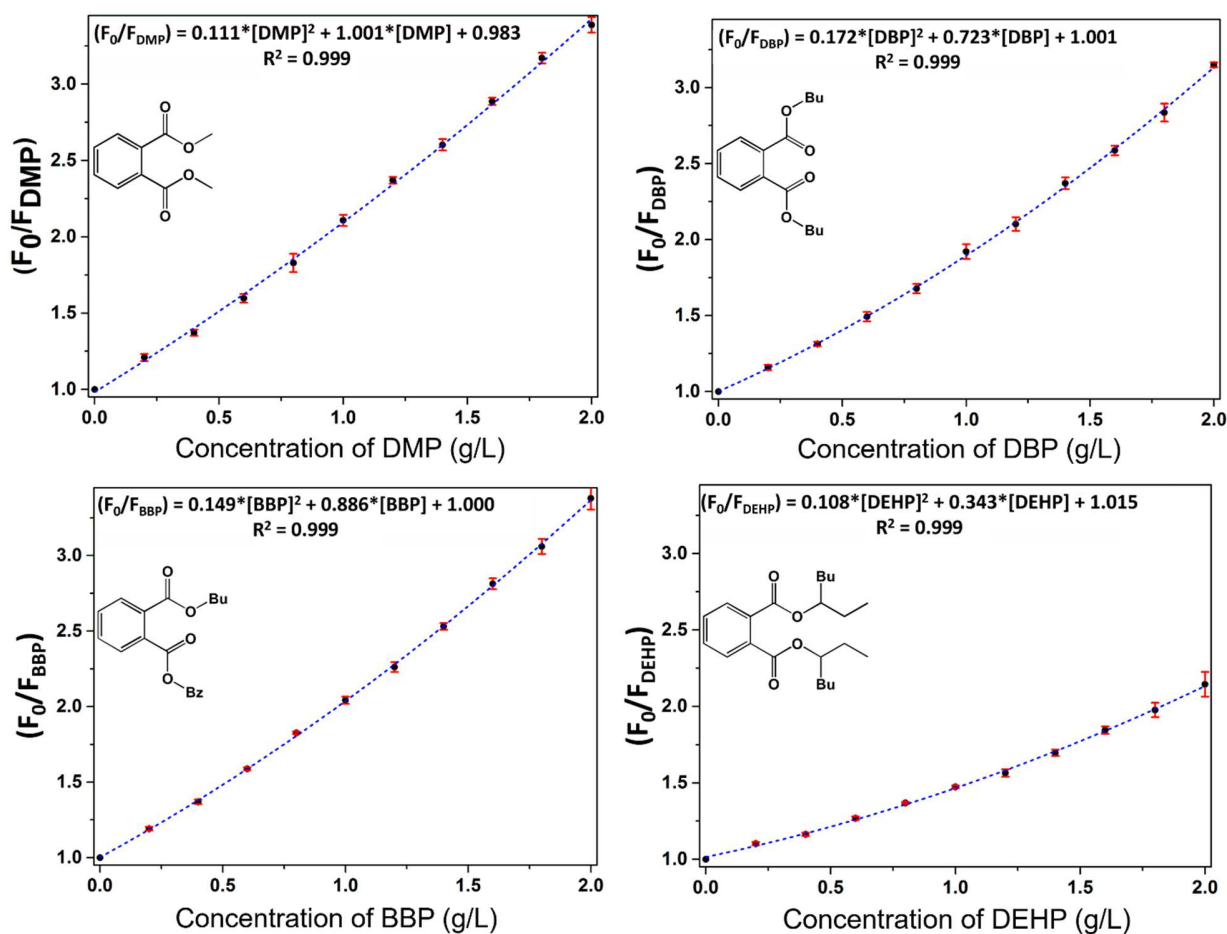 (F₀/F_DMP) = 0.111*[DMP]² + 1.001*[DMP] + 0.983
R² = 0.999
(F₀/F_DMP)
3.0
2.5
2.0
1.5
1.0
O
O
O
O
0.0 0.5 1.0 1.5 2.0
Concentration of DMP (g/L)
(F₀/F_DBP) = 0.172*[DBP]² + 0.723*[DBP] + 1.001
R² = 0.999
(F₀/F_DBP)
3.0
2.5
2.0
1.5
1.0
Bu
O
O
O
O
Bu
0.0 0.5 1.0 1.5 2.0
Concentration of DBP (g/L)
(F₀/F_BBP) = 0.149*[BBP]² + 0.886*[BBP] + 1.000
R² = 0.999
(F₀/F_BBP)
3.0
2.5
2.0
1.5
1.0
O
Bu
O
O
O
Bz
0.0 0.5 1.0 1.5 2.0
Concentration of BBP (g/L)
(F₀/F_DEHP) = 0.108*[DEHP]² + 0.343*[DEHP] + 1.015
R² = 0.999
(F₀/F_DEHP)
3.0
2.5
2.0
1.5
1.0
Bu
O
O
O
O
Bu
0.0 0.5 1.0 1.5 2.0
Concentration of DEHP (g/L)